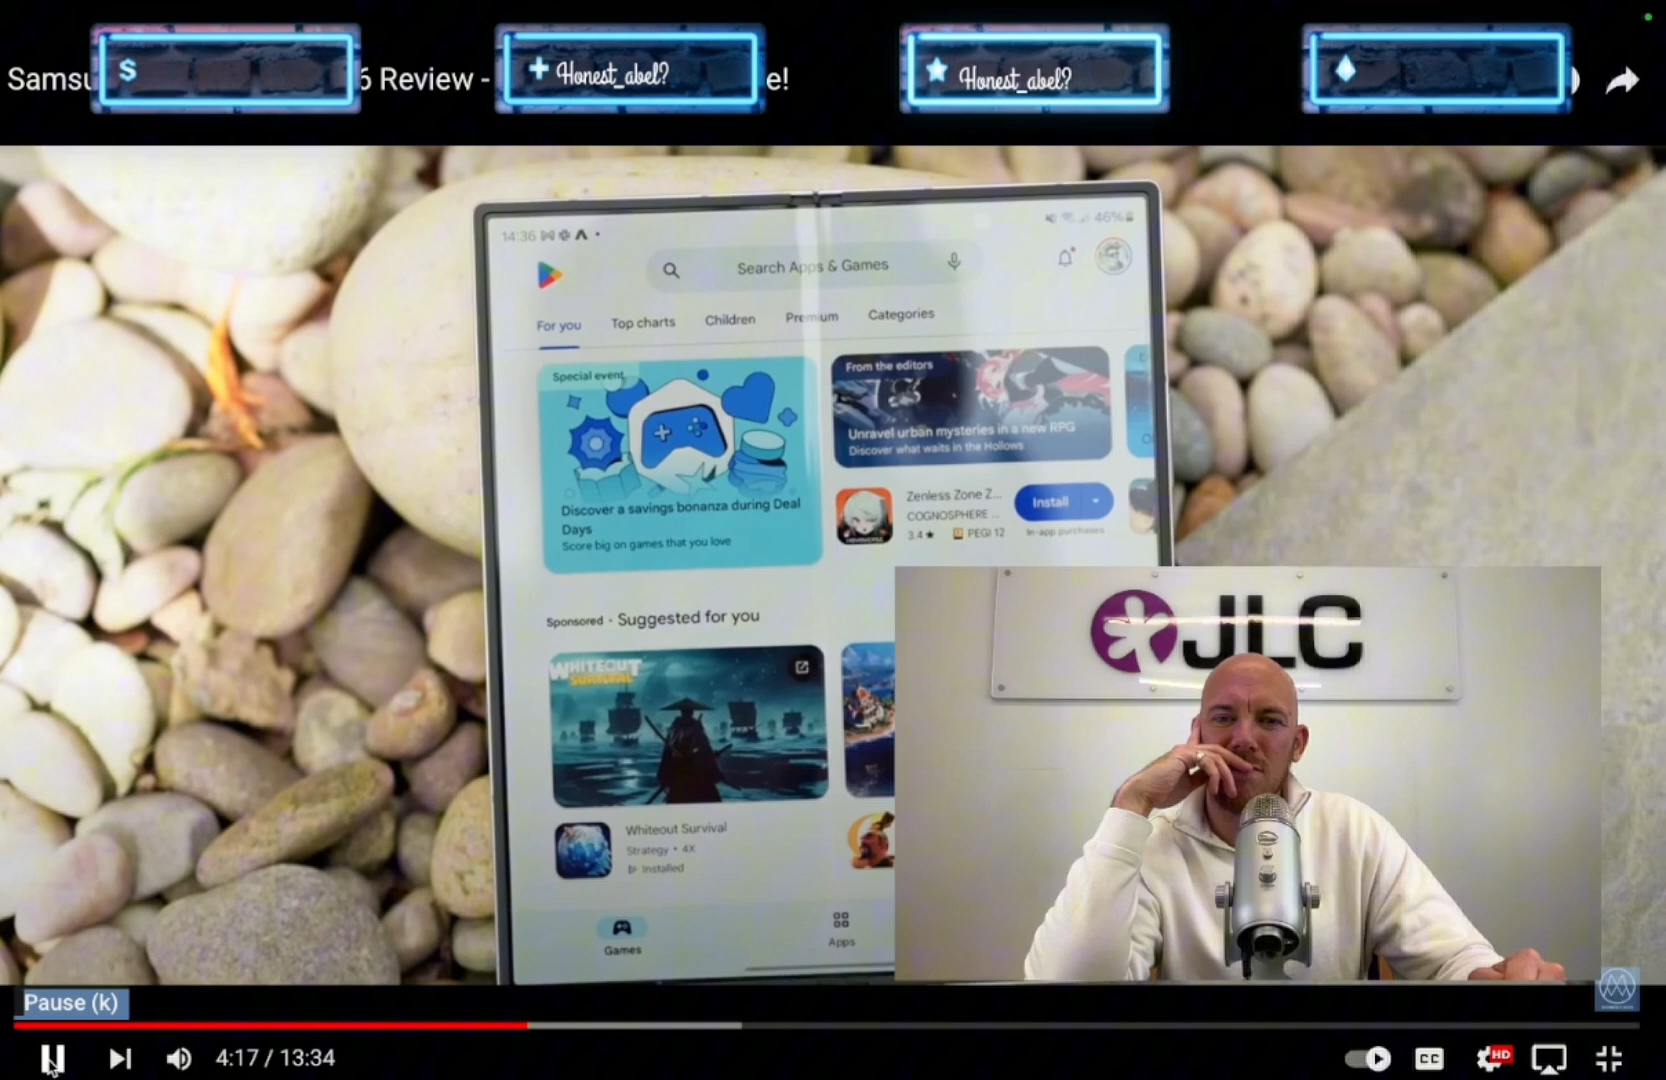 Samsu
6 Review -
e!
$
Honest_abel?
Honest_abel?
14:36
46%
Search Apps & Games
For you
Top charts
Children
Premium
Categories
Special event
Discover a savings bonanza during Deal
Days
Score big on games that you love
From the editors
Unravel urban mysteries in a new RPG
Discover what waits in the Hollows
Zenless Zone Z...
COGNOSPHERE ...
3.4★
PEGI 12
Install
In-app purchases
Sponsored · Suggested for you
WHITEOUT
SURVIVAL
Whiteout Survival
Strategy • 4X
Installed
Games
Apps
JLC
Pause (k)
4:17 / 13:34
CC
HD